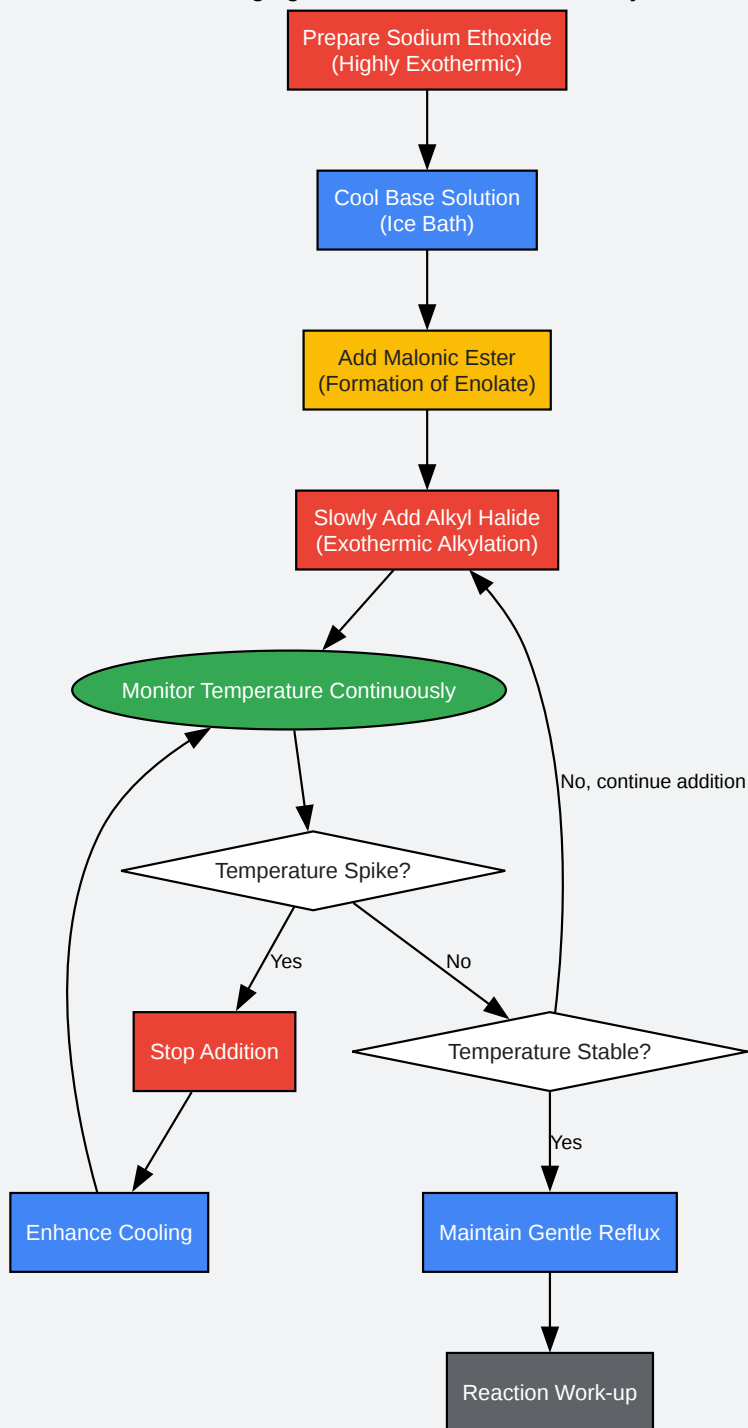 Prepare Sodium Ethoxide
(Highly Exothermic)
Cool Base Solution
(Ice Bath)
Add Malonic Ester
(Formation of Enolate)
Slowly Add Alkyl Halide
(Exothermic Alkylation)
Monitor Temperature Continuously
No, continue addition
Temperature Spike?
Yes
No
Stop Addition
Temperature Stable?
Yes
Enhance Cooling
Maintain Gentle Reflux
Reaction Work-up